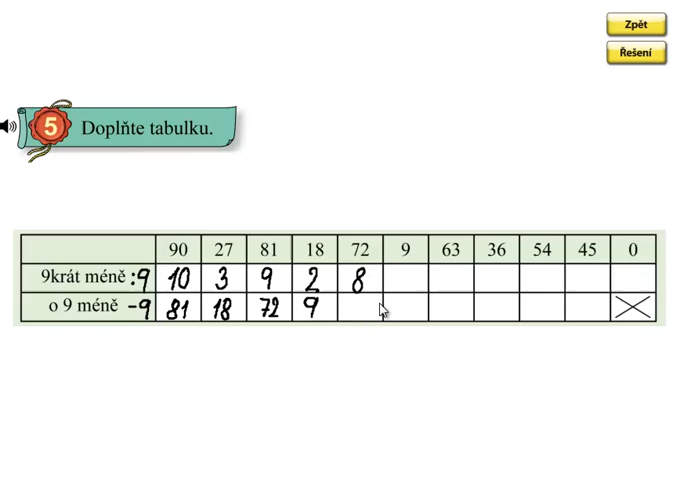 Zpět
Řešení
5 Doplňte tabulku.
90 27 81 18 72 9 63 36 54 45 0
9krát méně :9 10 3 9 2 8
o 9 méně -9 81 18 72 9